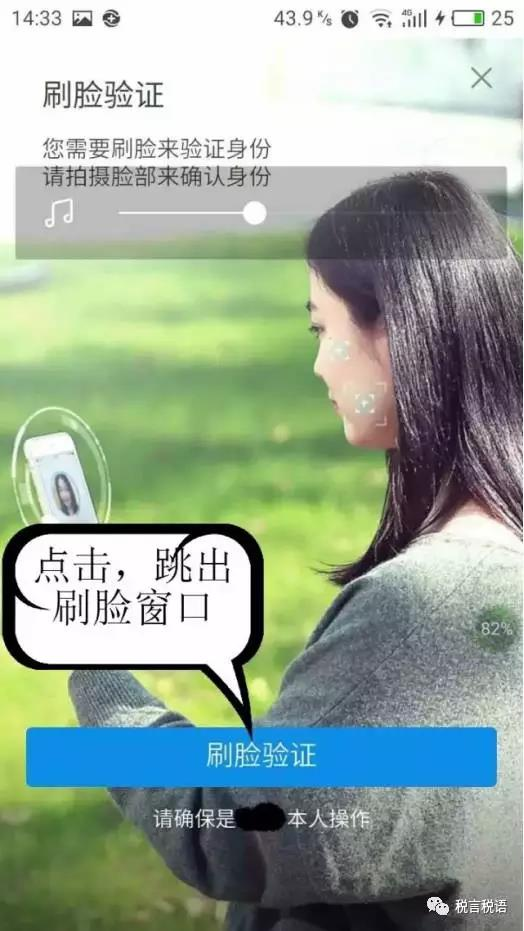 14:33
43.9 K/s
4G
25
刷脸验证
您需要刷脸来验证身份
请拍摄脸部来确认身份
点击，跳出
刷脸窗口
82%
刷脸验证
请确保是 本人操作
税言税语